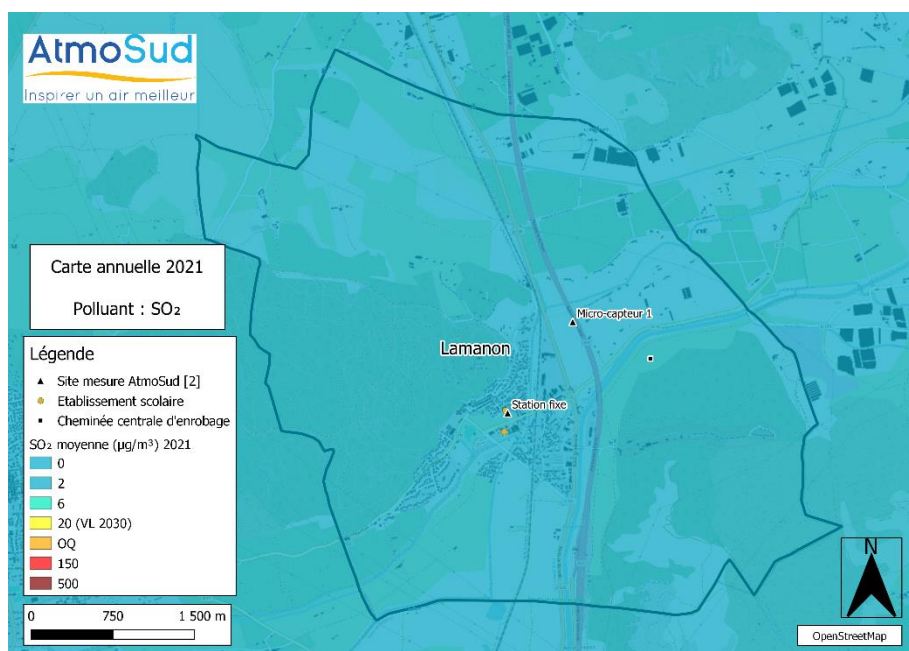 AtmoSud
Inspirer un air meilleur
Carte annuelle 2021
Polluant : SO₂
Légende
Site mesure AtmoSud [2]
Etablissement scolaire
Cheminée centrale d'enrobage
SO₂ moyenne (µg/m³) 2021
0
2
6
20 (VL 2030)
OQ
150
500
0 750 1 500 m
Micro-capteur 1
Lamanon
Station fixe
N
OpenStreetMap